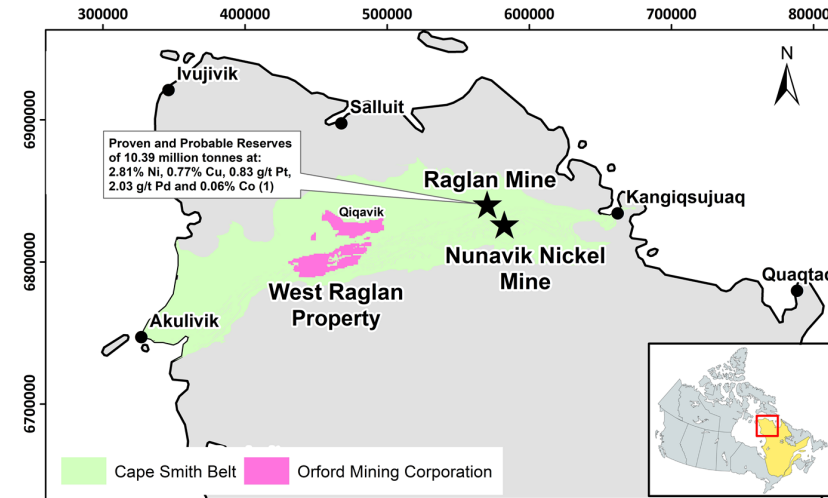 300000 400000 500000 600000 700000
6900000
6800000
6700000
N
Ivujivik
Salluit
Proven and Probable Reserves
of 10.39 million tonnes at:
2.81% Ni, 0.77% Cu, 0.83 g/t Pt,
2.03 g/t Pd and 0.06% Co (1)
Raglan Mine
Kangiqsujuaq
Qiqavik
Nunavik Nickel
Mine
Quaqtaq
West Raglan
Property
Akulivik
Cape Smith Belt
Orford Mining Corporation